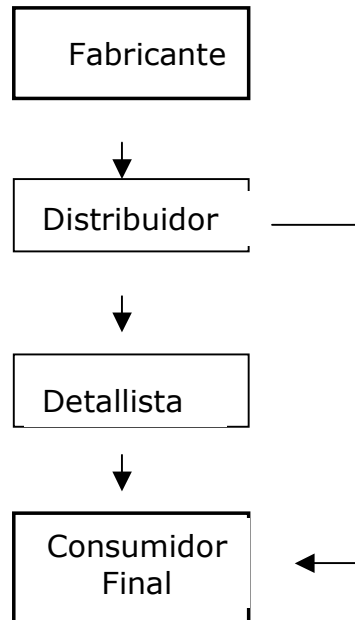 Fabricante
Distribuidor
Detallista
Consumidor
Final